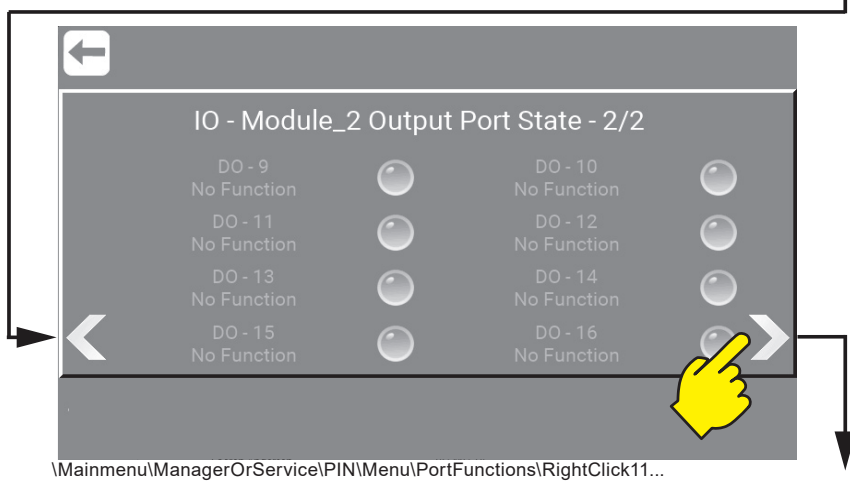 IO - Module_2 Output Port State - 2/2
DO - 9
No Function
DO - 10
No Function
DO - 11
No Function
DO - 12
No Function
DO - 13
No Function
DO - 14
No Function
DO - 15
No Function
DO - 16
No Function
\Mainmenu\ManagerOrService\PIN\Menu\PortFunctions\RightClick11...